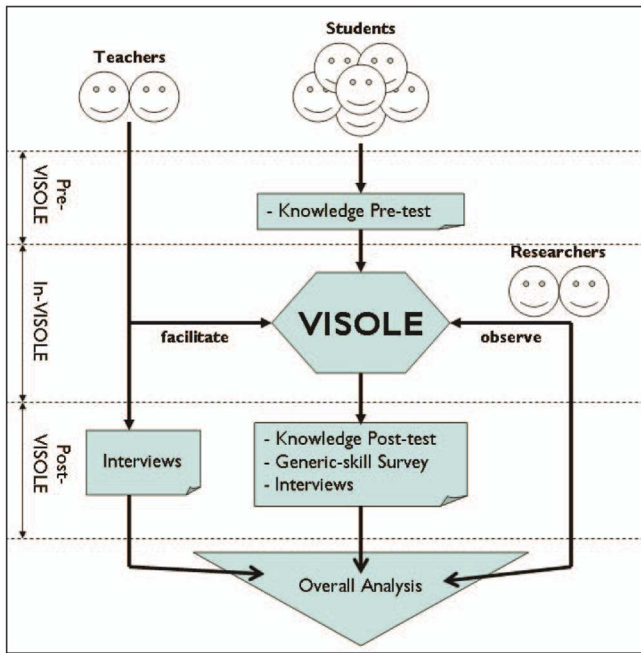 Students
Teachers
Pre-
VISOLE
- Knowledge Pre-test
Researchers
In-VISOLE
VISOLE
facilitate
observe
Post-
VISOLE
Interviews
- Knowledge Post-test
- Generic-skill Survey
- Interviews
Overall Analysis